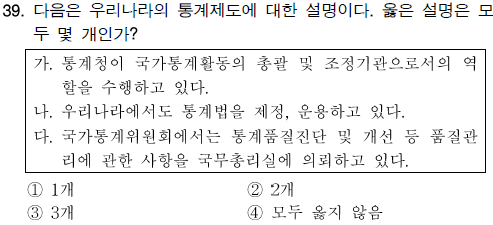 39. 다음은 우리나라의 통계제도에 대한 설명이다. 옳은 설명은 모
두 몇 개인가?
가. 통계청이 국가통계활동의 총괄 및 조정기관으로서의 역
할을 수행하고 있다.
나. 우리나라에서도 통계법을 제정, 운용하고 있다.
다. 국가통계위원회에서는 통계품질진단 및 개선 등 품질관
리에 관한 사항을 국무총리실에 의뢰하고 있다.
① 1개 ② 2개
③ 3개 ④ 모두 옳지 않음